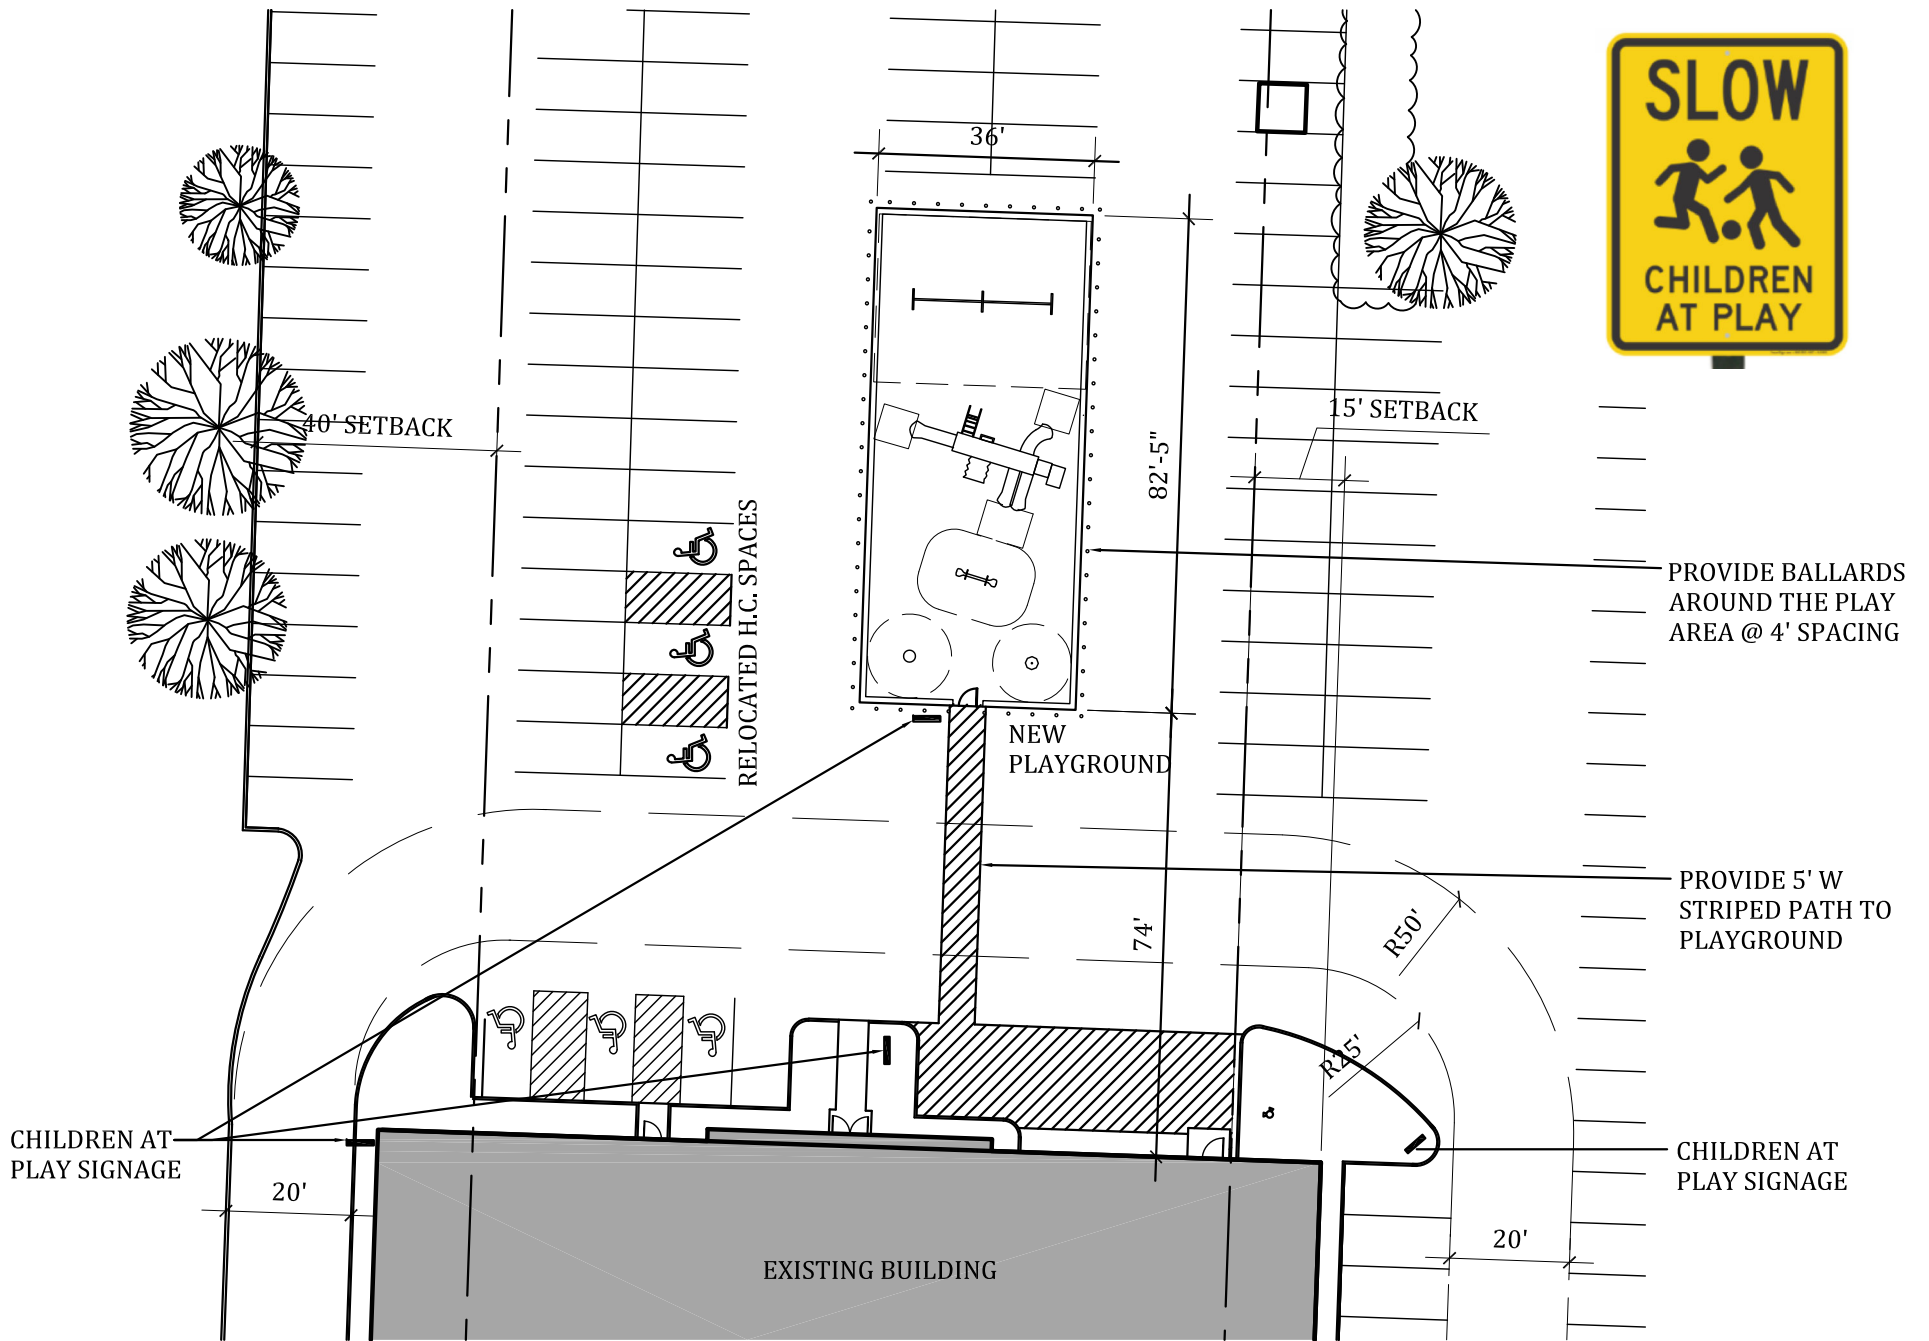 SLOW
CHILDREN
AT PLAY
36'
40' SETBACK
15' SETBACK
82'-5"
RELOCATED H.C. SPACES
PROVIDE BALLARDS
AROUND THE PLAY
AREA @ 4' SPACING
NEW
PLAYGROUND
PROVIDE 5' W
STRIPED PATH TO
PLAYGROUND
74'
R50'
R25'
CHILDREN AT
PLAY SIGNAGE
CHILDREN AT
PLAY SIGNAGE
20'
20'
EXISTING BUILDING